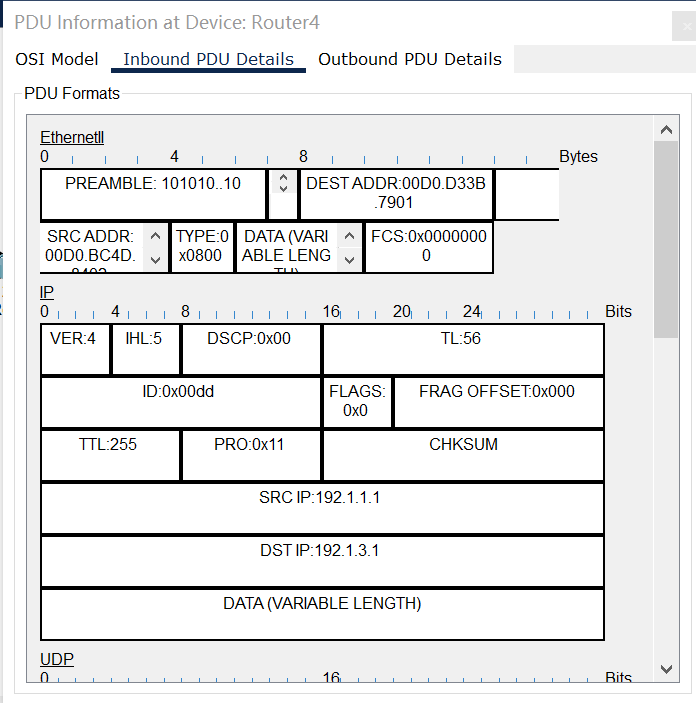 PDU Information at Device: Router4
OSI Model Inbound PDU Details Outbound PDU Details
PDU Formats
EthernetII
0 4 8 Bytes
PREAMBLE: 101010..10 DEST ADDR:00D0.D33B
.7901
SRC ADDR: TYPE:0 DATA (VARI FCS:0x0000000
00D0.BC4D. x0800 ABLE LENG 0
TH)
IP
0 4 8 16 20 24 Bits
VER:4 IHL:5 DSCP:0x00 TL:56
ID:0x00dd FLAGS: FRAG OFFSET:0x000
0x0
TTL:255 PRO:0x11 CHKSUM
SRC IP:192.1.1.1
DST IP:192.1.3.1
DATA (VARIABLE LENGTH)
UDP
0 16 Bits